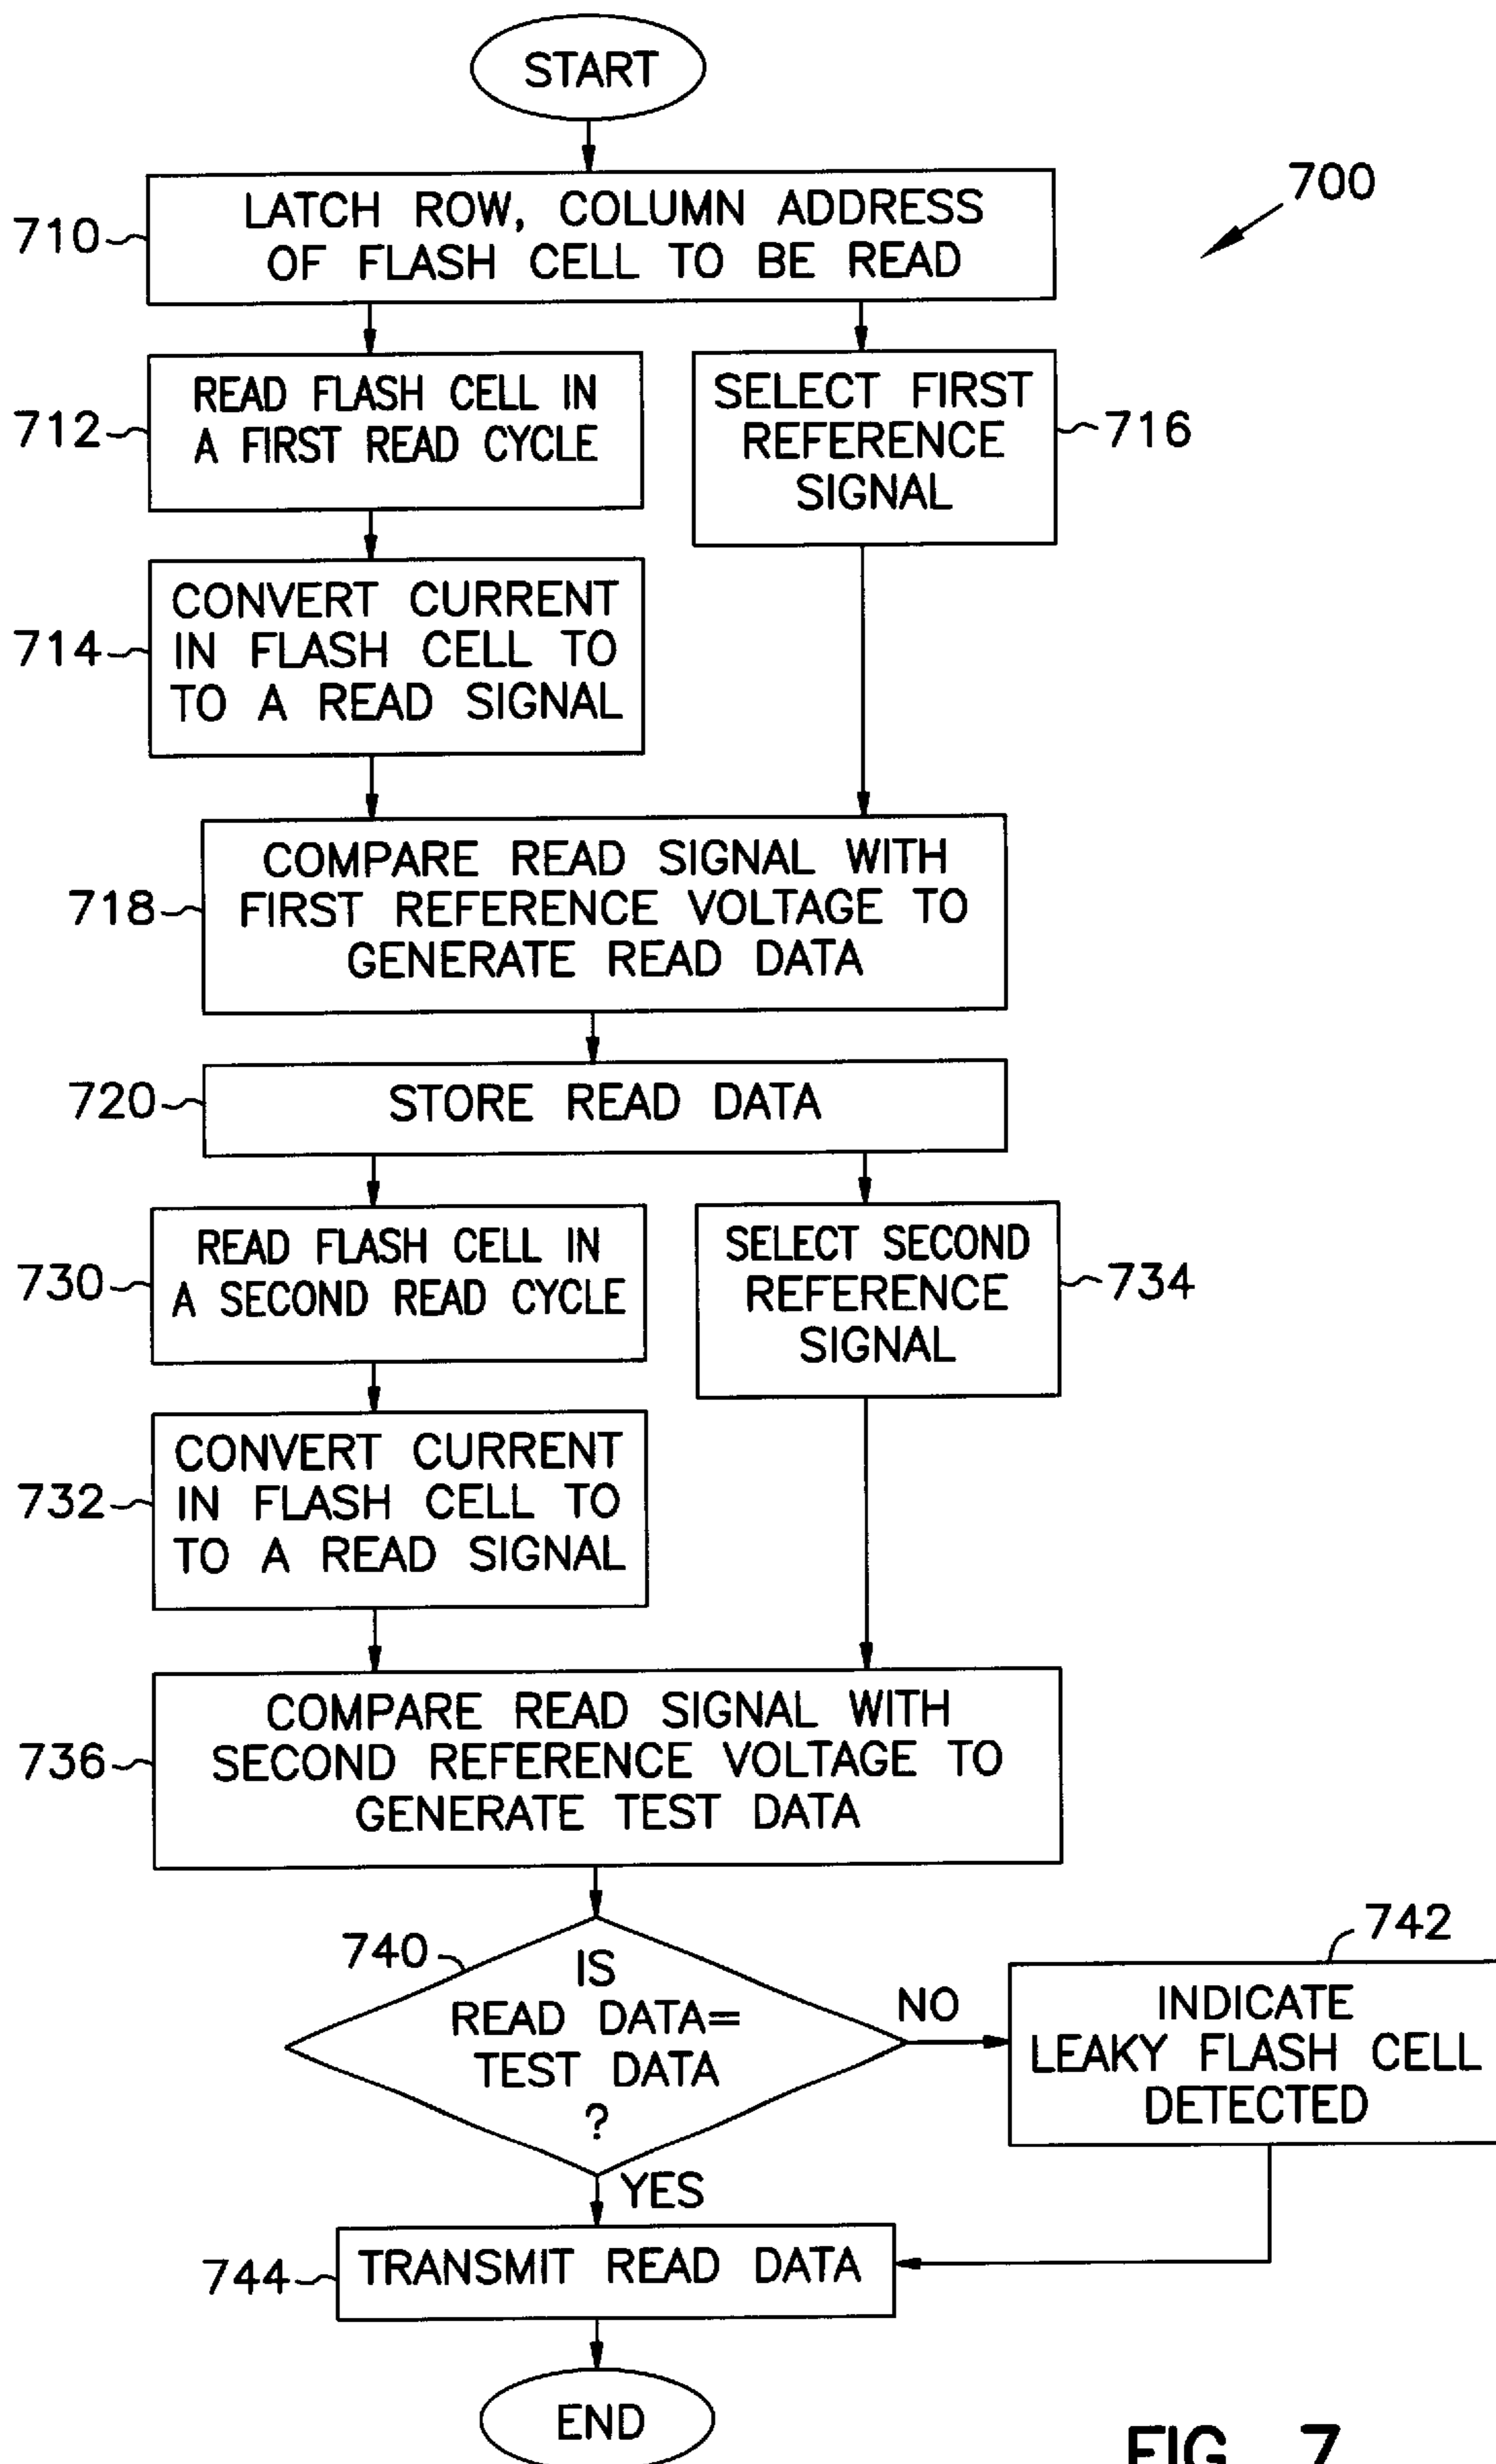 START
700
710
LATCH ROW, COLUMN ADDRESS
OF FLASH CELL TO BE READ
712
READ FLASH CELL IN
A FIRST READ CYCLE
SELECT FIRST
REFERENCE
SIGNAL
716
714
CONVERT CURRENT
IN FLASH CELL TO
TO A READ SIGNAL
718
COMPARE READ SIGNAL WITH
FIRST REFERENCE VOLTAGE TO
GENERATE READ DATA
720
STORE READ DATA
730
READ FLASH CELL IN
A SECOND READ CYCLE
SELECT SECOND
REFERENCE
SIGNAL
734
732
CONVERT CURRENT
IN FLASH CELL TO
TO A READ SIGNAL
736
COMPARE READ SIGNAL WITH
SECOND REFERENCE VOLTAGE TO
GENERATE TEST DATA
740
IS
READ DATA=
TEST DATA
?
NO
742
INDICATE
LEAKY FLASH CELL
DETECTED
YES
744
TRANSMIT READ DATA
END
FIG. 7